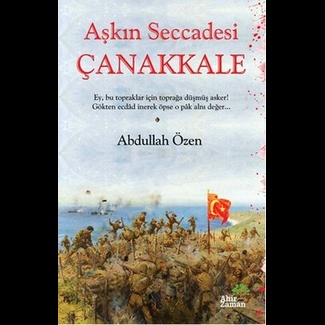 Aşkın Seccadesi
ÇANAKKALE
Ey, bu topraklar için toprağa düşmüş asker!
Gökten ecdâd inerek öpse o pâk alnı değer...
Abdullah Özen
Ahir
Zaman